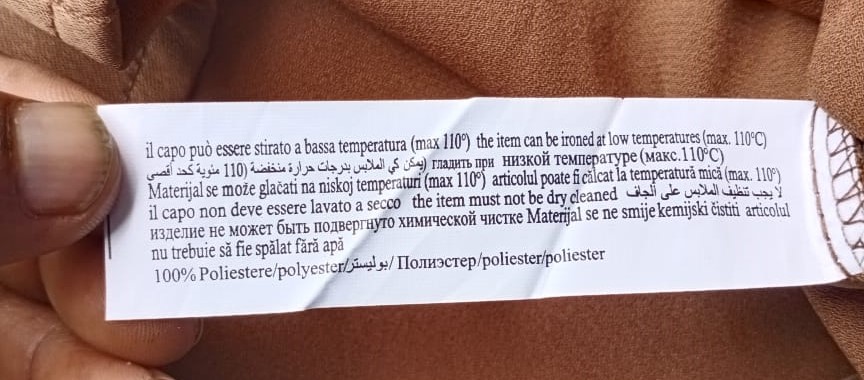 il capo può essere stirato a bassa temperatura (max 110°) the item can be ironed at low temperatures (max. 110°C)
يمكن كي الملابس بدرجات حرارة منخفضة (110 مئوية كحد أقصى) гладить при низкой температуре (макс.110°C)
Materijal se može glačati na niskoj temperaturi (max 110°) articolul poate fi călcat la temperatură mică (max. 110°)
il capo non deve essere lavato a secco the item must not be dry cleaned لا يجب تنظيف الملابس على الجاف
изделие не может быть подвергнуто химической чистке Materijal se ne smije kemijski čistiti articolul
nu trebuie să fie spălat fără apă
100% Poliestere/polyester/بوليستر/ Полиэстер/poliester/poliester